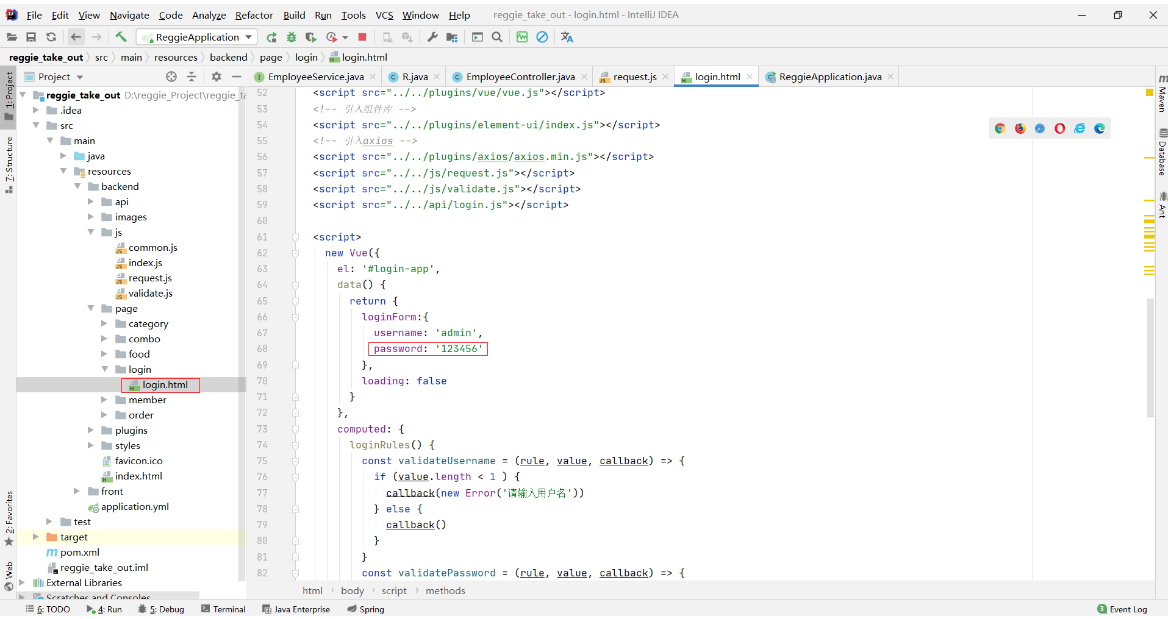 File Edit View Navigate Code Analyze Refactor Build Run Tools VCS Window Help reggie_take_out - login.html - IntelliJ IDEA
ReggieApplication
reggie_take_out src main resources backend page login login.html
Project
EmployeeService.java R.java EmployeeController.java request.js login.html ReggieApplication.java
1: Project
7: Structure
2: Favorites
Web
reggie_take_out D:\reggie_Project\reggie_ta
.idea
src
main
java
resources
backend
api
images
js
common.js
index.js
request.js
validate.js
page
category
combo
food
login
login.html
member
order
plugins
styles
favicon.ico
index.html
front
application.yml
test
target
pom.xml
reggie_take_out.iml
External Libraries
Scratches and Consoles
52 <script src="../../plugins/vue/vue.js"></script>
53 <!-- 引入组件库 -->
54 <script src="../../plugins/element-ui/index.js"></script>
55 <!-- 引入axios -->
56 <script src="../../plugins/axios/axios.min.js"></script>
57 <script src="../../js/request.js"></script>
58 <script src="../../js/validate.js"></script>
59 <script src="../../api/login.js"></script>
60
61 <script>
62 new Vue({
63 el: '#login-app',
64 data() {
65 return {
66 loginForm:{
67 username: 'admin',
68 password: '123456'
69 },
70 loading: false
71 }
72 },
73 computed: {
74 loginRules() {
75 const validateUsername = (rule, value, callback) => {
76 if (value.length < 1 ) {
77 callback(new Error('请输入用户名'))
78 } else {
79 callback()
80 }
81 }
82 const validatePassword = (rule, value, callback) => {
html body script methods
Maven
Database
Ant
6: TODO 4: Run 5: Debug Terminal Java Enterprise Spring 3 Event Log